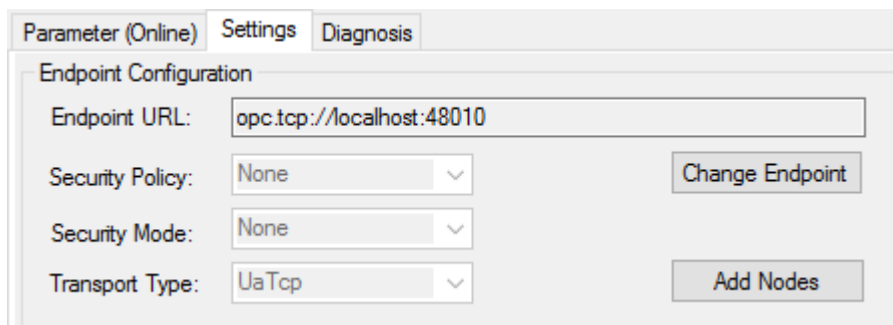 Parameter (Online) Settings Diagnosis
Endpoint Configuration
Endpoint URL: opc.tcp://localhost:48010
Security Policy: None Change Endpoint
Security Mode: None
Transport Type: UaTcp Add Nodes